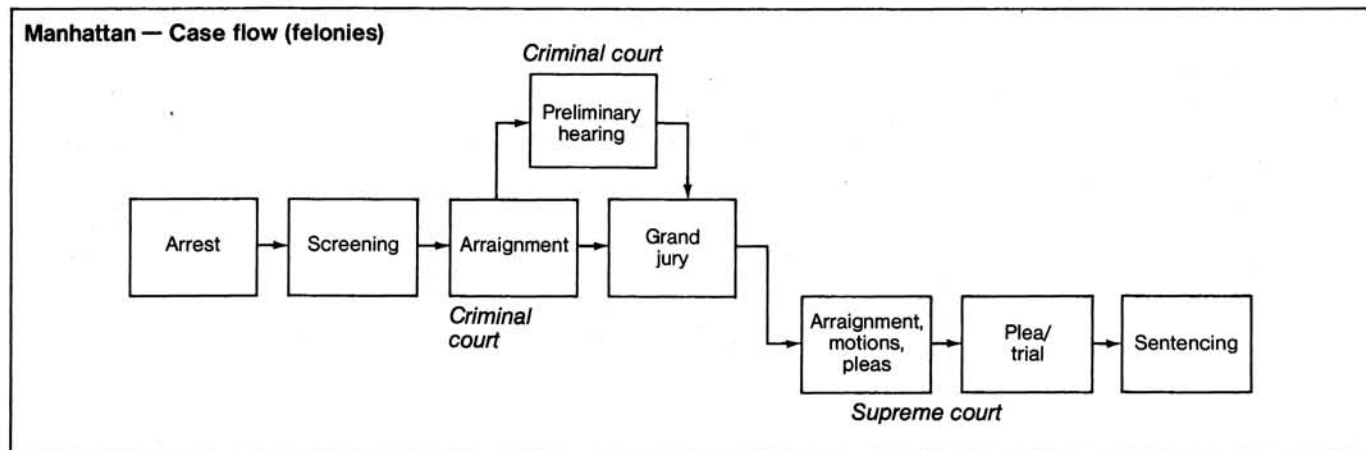 Manhattan — Case flow (felonies)
Criminal court
Preliminary
hearing
Arrest
Screening
Arraignment
Grand
jury
Criminal
court
Arraignment,
motions,
pleas
Plea/
trial
Sentencing
Supreme court